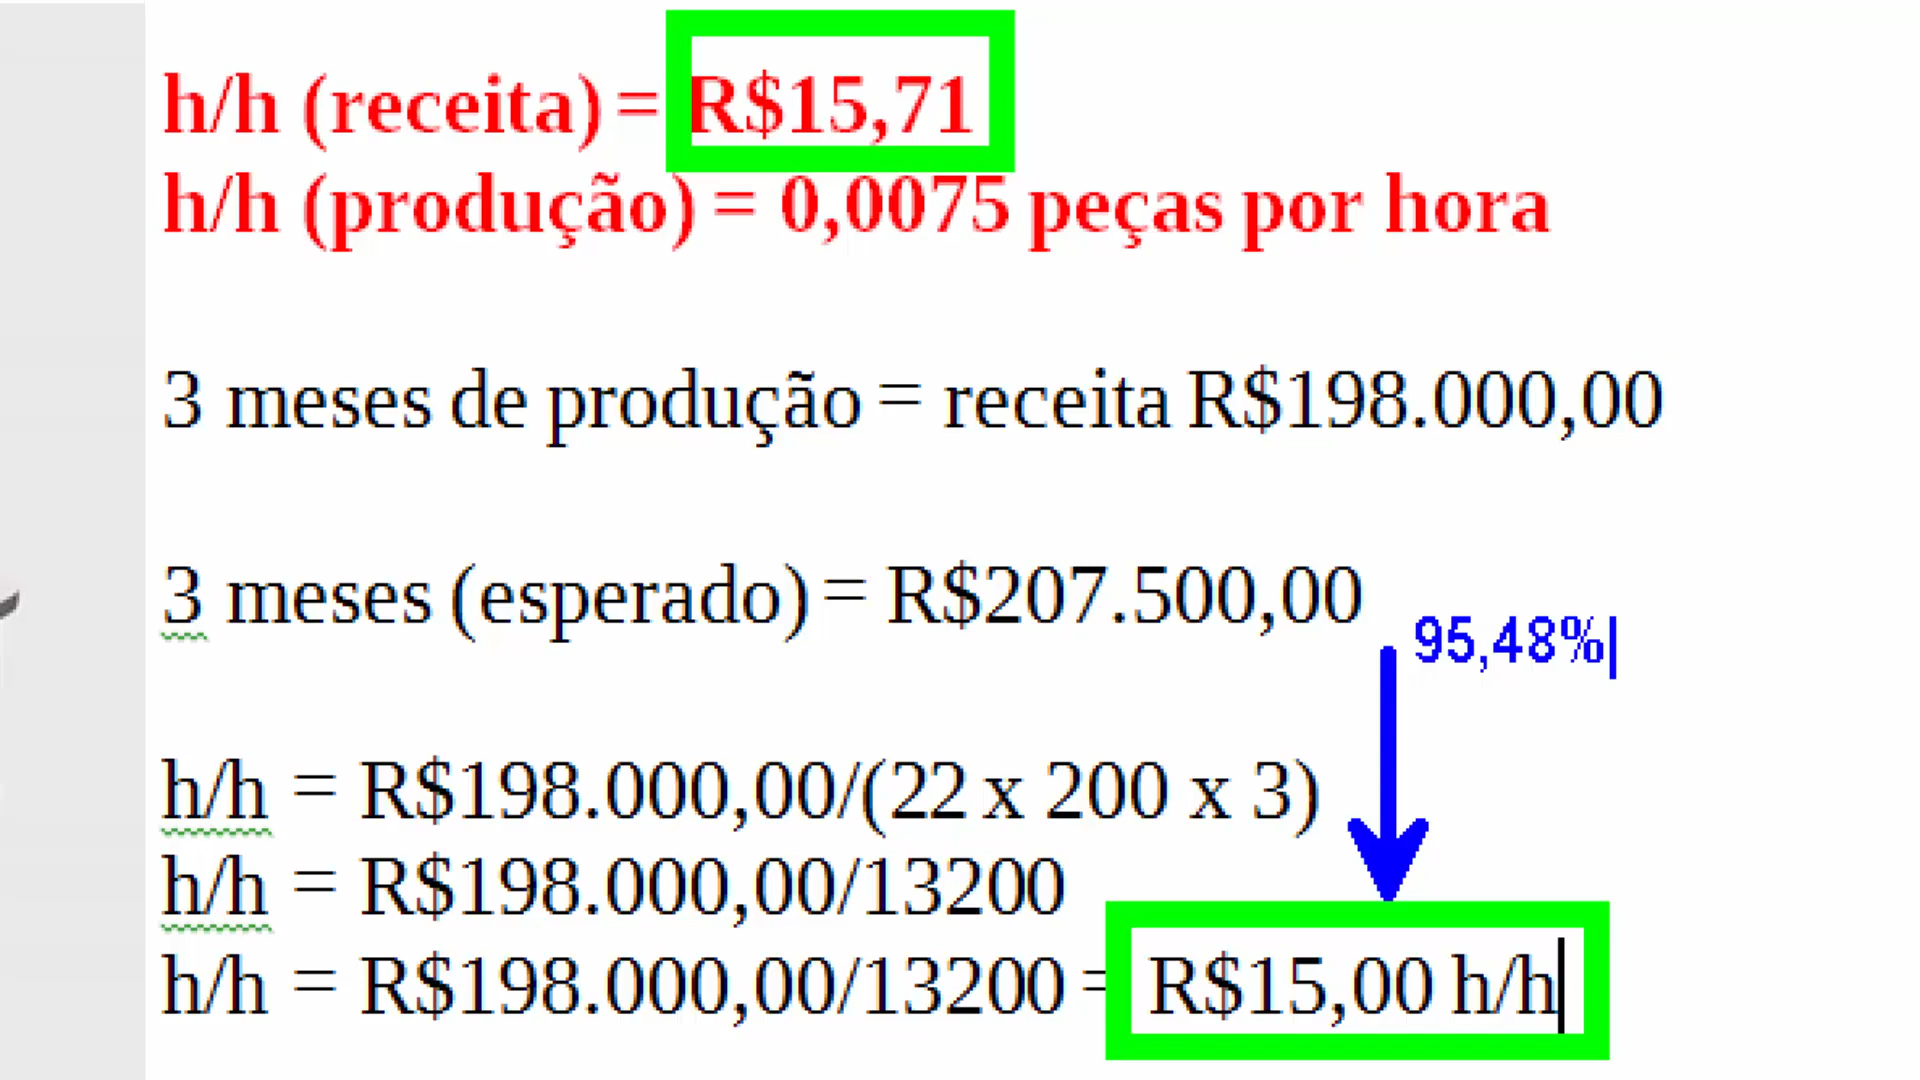 h/h (receita) = R$15,71
h/h (produção) = 0,0075 peças por hora
3 meses de produção = receita R$198.000,00
3 meses (esperado) = R$207.500,00
95,48%
h/h = R$198.000,00/(22 x 200 x 3)
h/h = R$198.000,00/13200
h/h = R$198.000,00/13200 = R$15,00 h/h